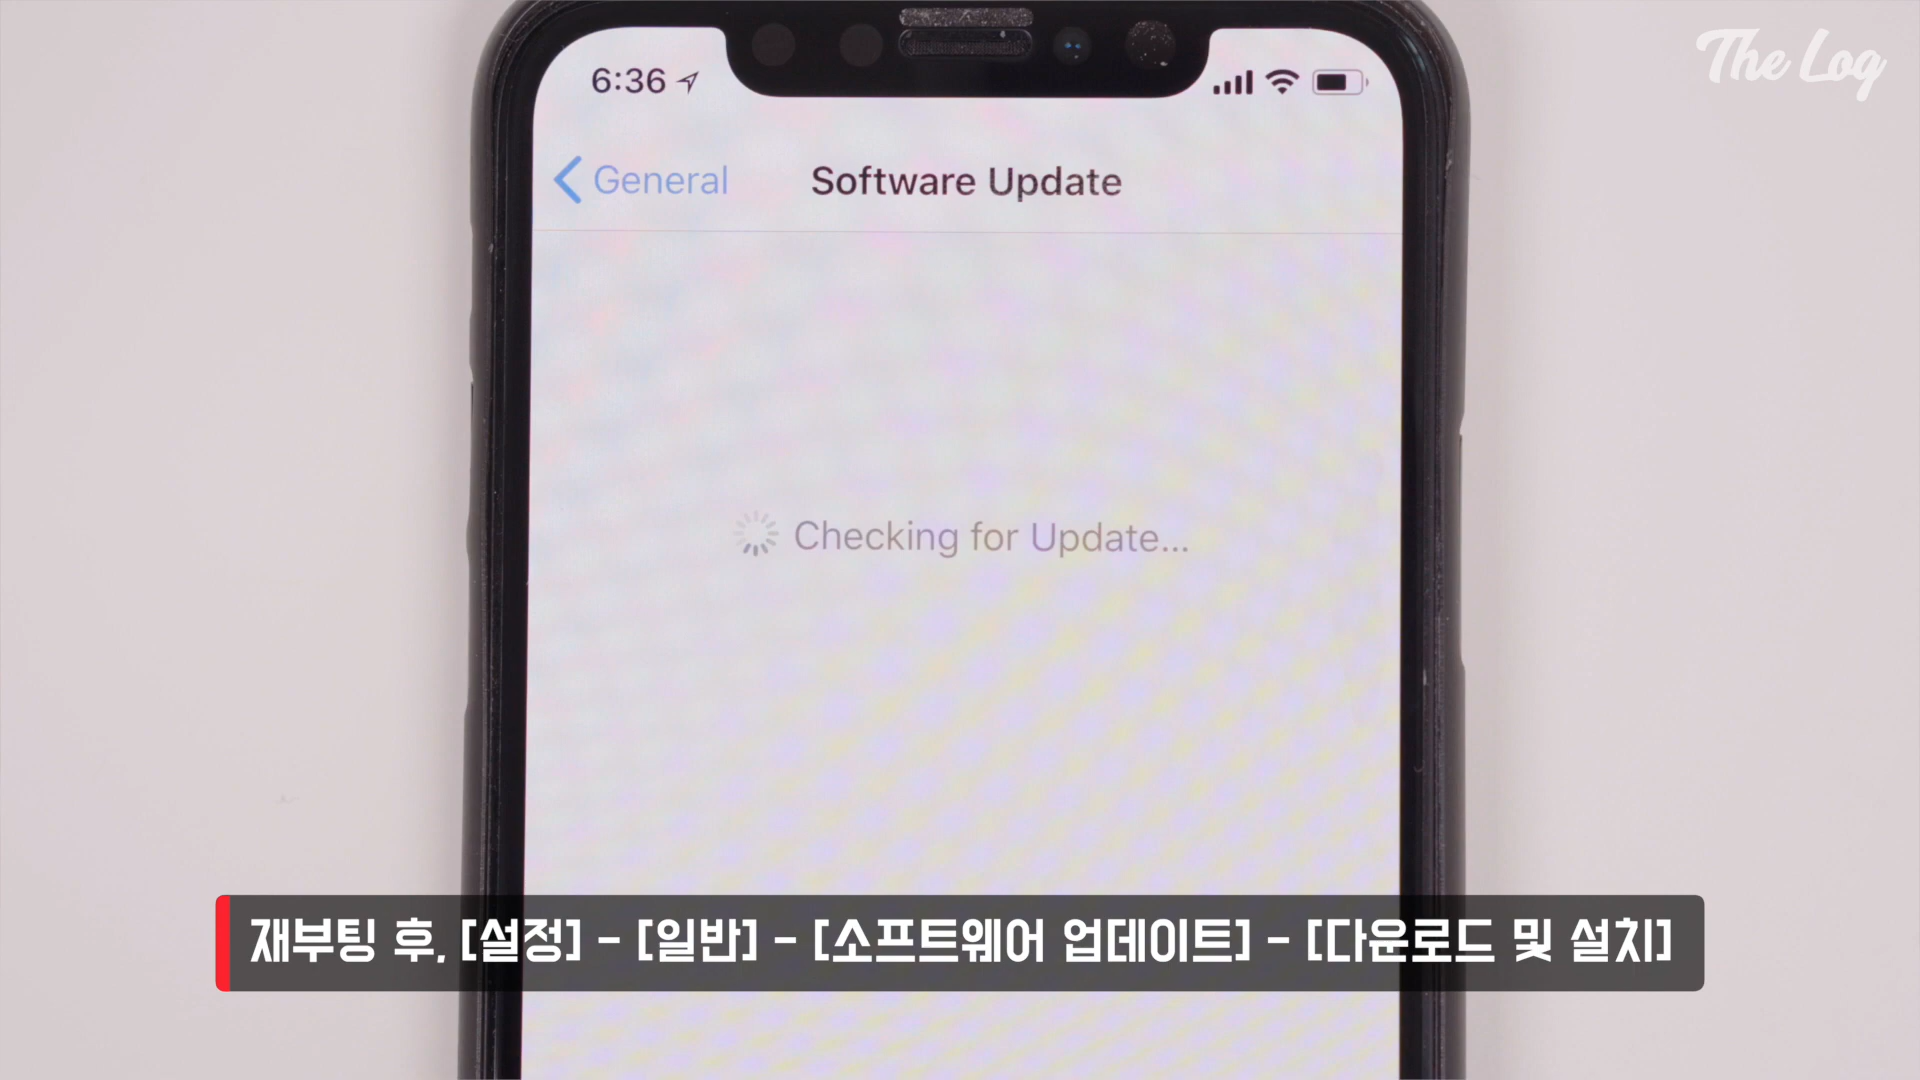 The Log
6:36
General
Software Update
Checking for Update...
재부팅 후, [설정] - [일반] - [소프트웨어 업데이트] - [다운로드 및 설치]